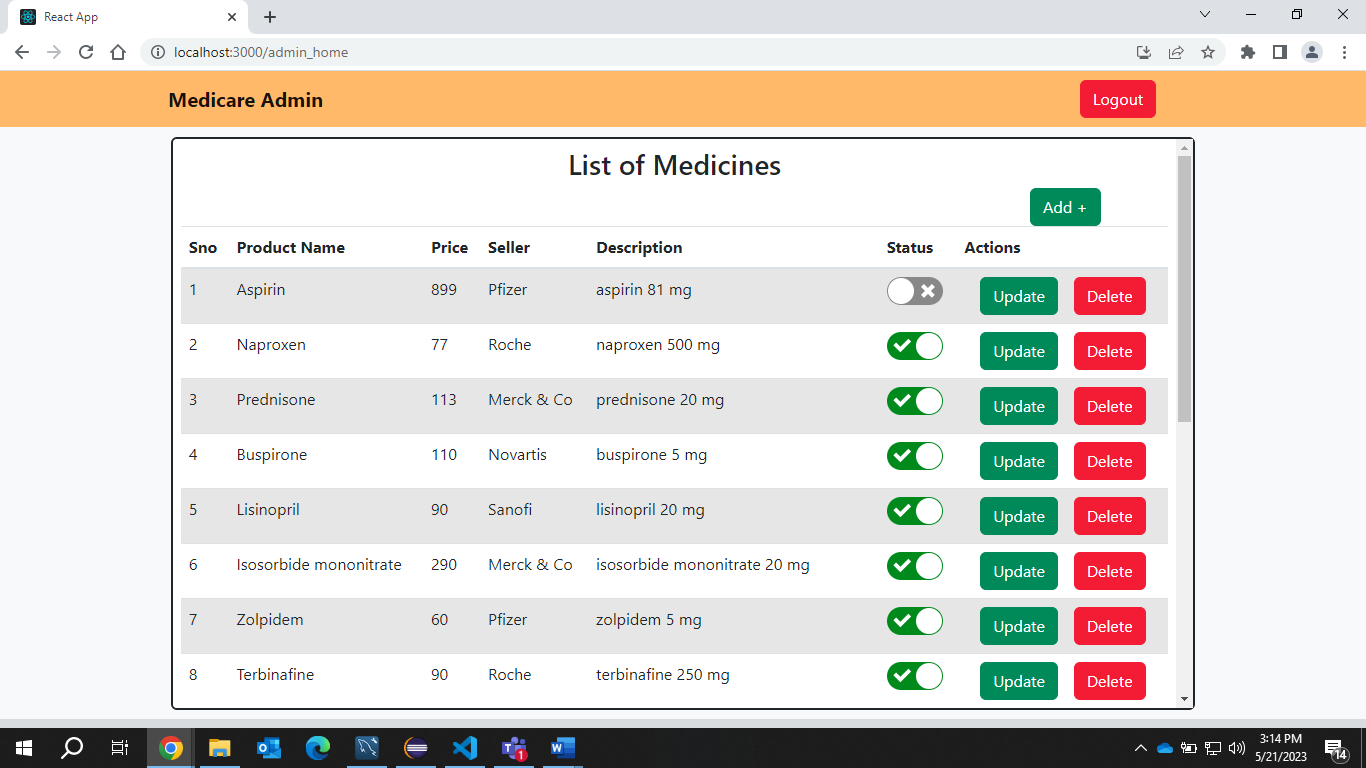 React App
localhost:3000/admin_home
Medicare Admin
Logout
List of Medicines
Add +
Sno Product Name Price Seller Description Status Actions
1 Aspirin 899 Pfizer aspirin 81 mg Update Delete
2 Naproxen 77 Roche naproxen 500 mg Update Delete
3 Prednisone 113 Merck & Co prednisone 20 mg Update Delete
4 Buspirone 110 Novartis buspirone 5 mg Update Delete
5 Lisinopril 90 Sanofi lisinopril 20 mg Update Delete
6 Isosorbide mononitrate 290 Merck & Co isosorbide mononitrate 20 mg Update Delete
7 Zolpidem 60 Pfizer zolpidem 5 mg Update Delete
8 Terbinafine 90 Roche terbinafine 250 mg Update Delete
1
3:14 PM
5/21/2023
14